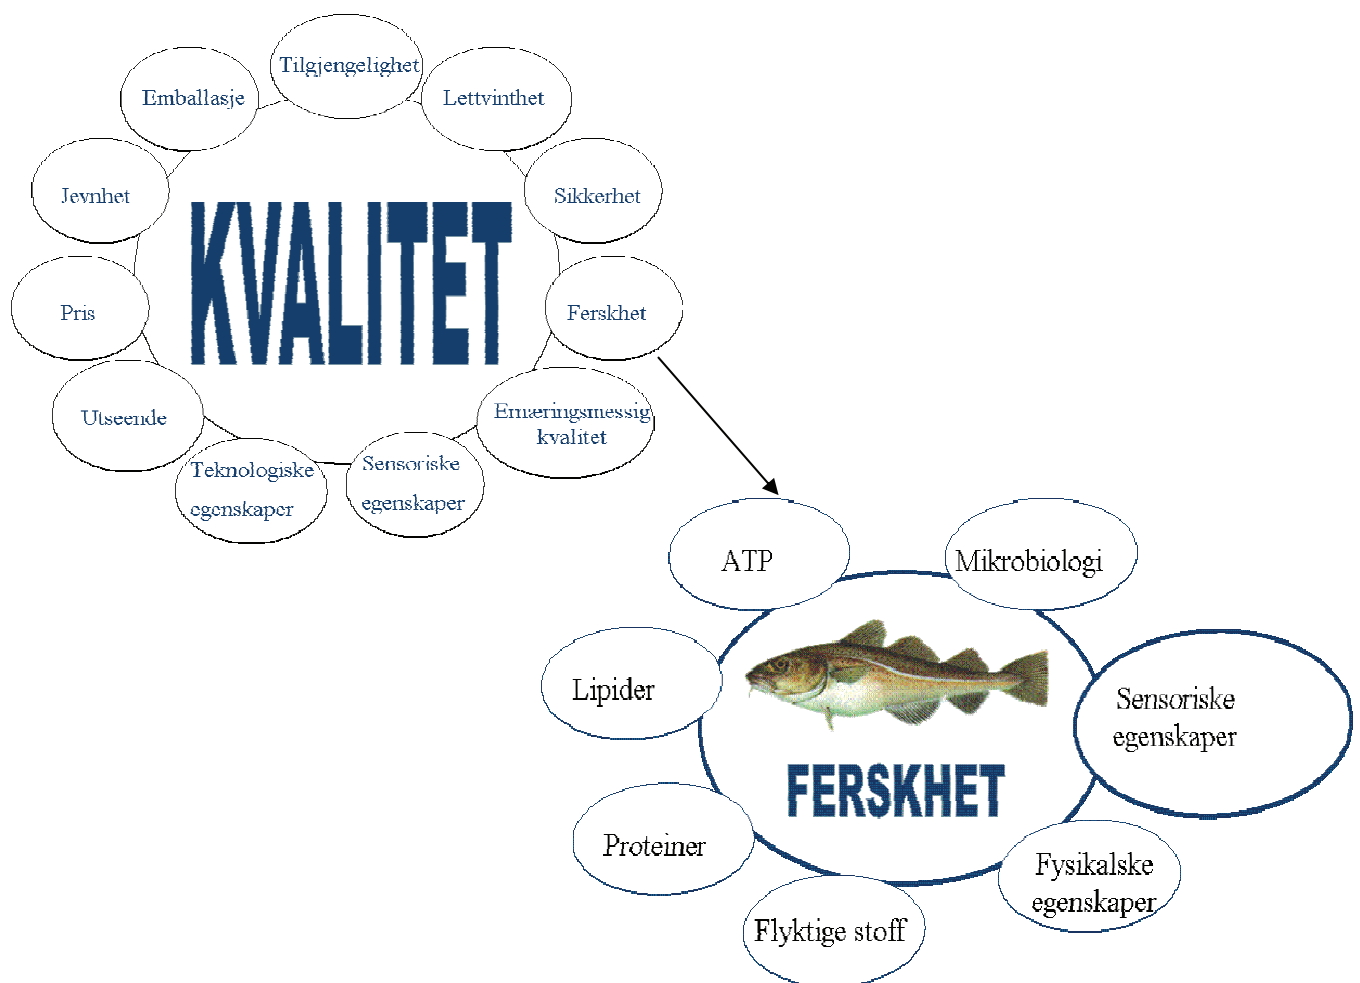 Tilgjengelighet
Emballasje
Lettvinthet
Jevnhet
Sikkerhet
KVALITET
Pris
Ferskhet
Utseende
Ernæringsmessig
kvalitet
Teknologiske
egenskaper
Sensoriske
egenskaper
ATP
Mikrobiologi
Lipider
Sensoriske
egenskaper
FERSKHET
Proteiner
Fysikalske
egenskaper
Flyktige stoff